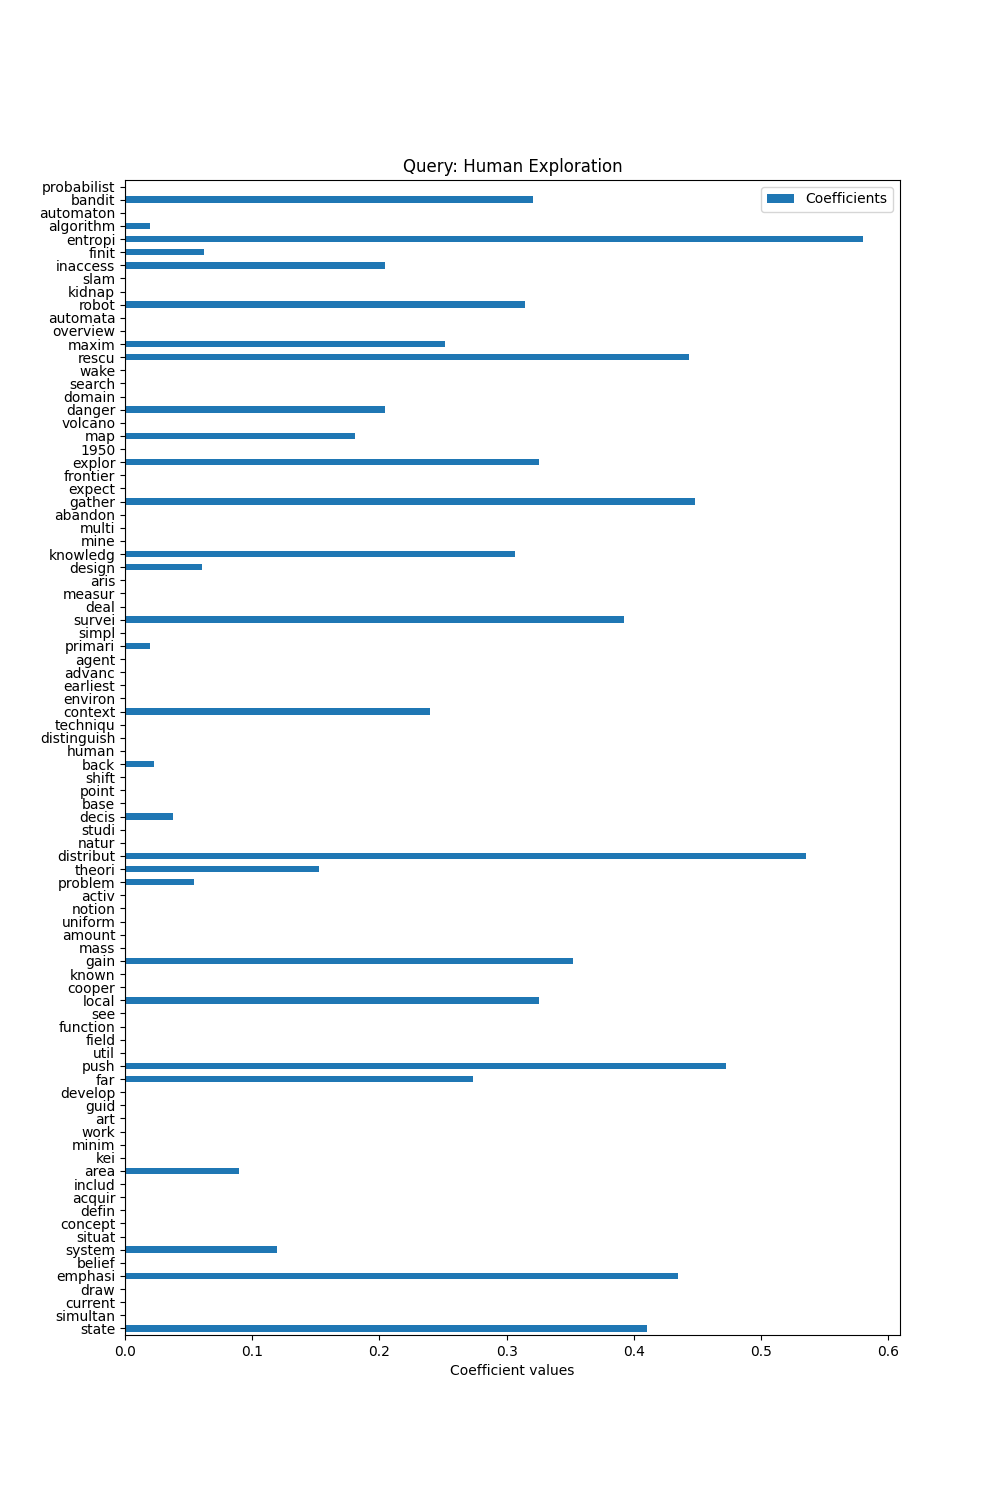 Query: Human Exploration
Coefficients
probabilist
bandit
automaton
algorithm
entropi
finit
inaccess
slam
kidnap
robot
automata
overview
maxim
rescu
wake
search
domain
danger
volcano
map
1950
explor
frontier
expect
gather
abandon
multi
mine
knowledg
design
aris
measur
deal
survei
simpl
primari
agent
advanc
earliest
environ
context
techniqu
distinguish
human
back
shift
point
base
decis
studi
natur
distribut
theori
problem
activ
notion
uniform
amount
mass
gain
known
cooper
local
see
function
field
util
push
far
develop
guid
art
work
minim
kei
area
includ
acquir
defin
concept
situat
system
belief
emphasi
draw
current
simultan
state
0.0 0.1 0.2 0.3 0.4 0.5 0.6
Coefficient values